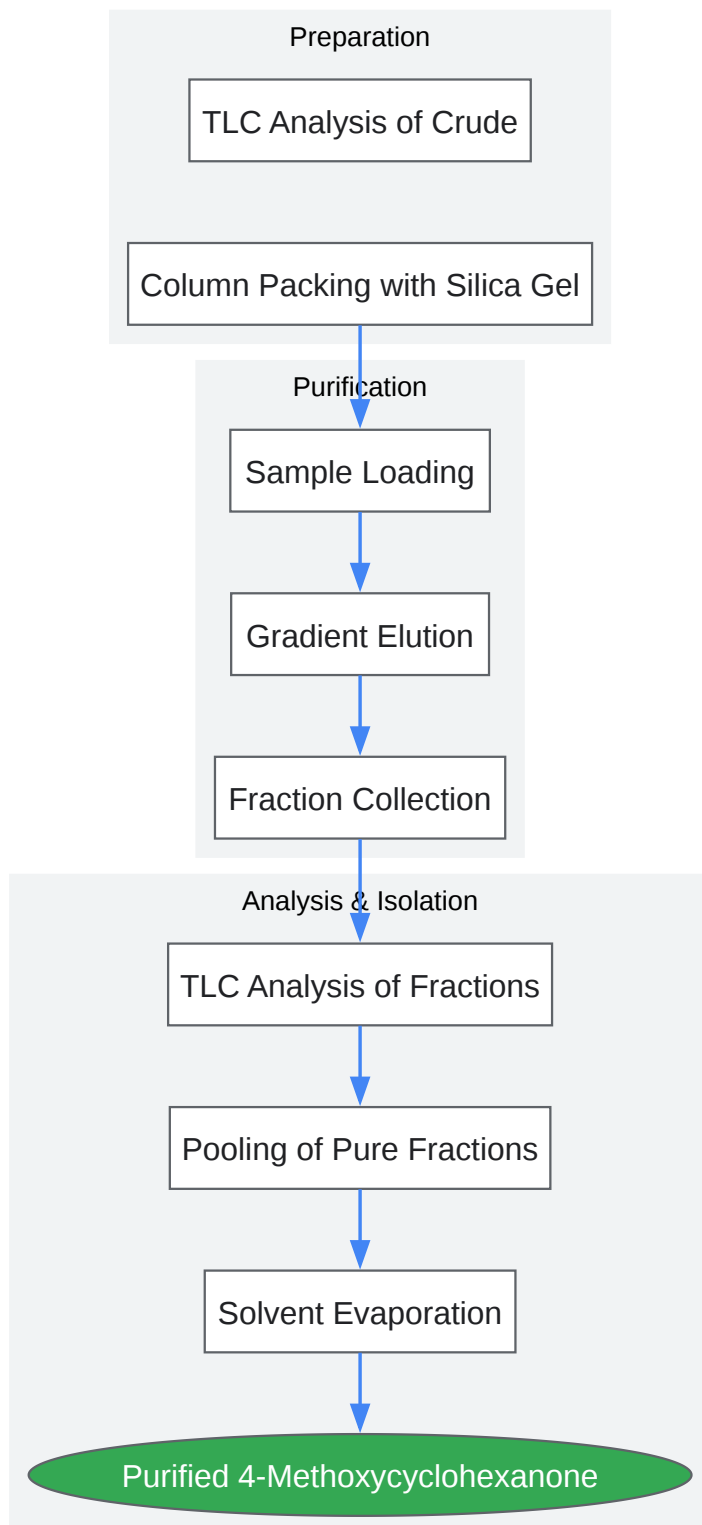 Preparation
TLC Analysis of Crude
Column Packing with Silica Gel
Purification
Sample Loading
Gradient Elution
Fraction Collection
Analysis & Isolation
TLC Analysis of Fractions
Pooling of Pure Fractions
Solvent Evaporation
Purified 4-Methoxycyclohexanone